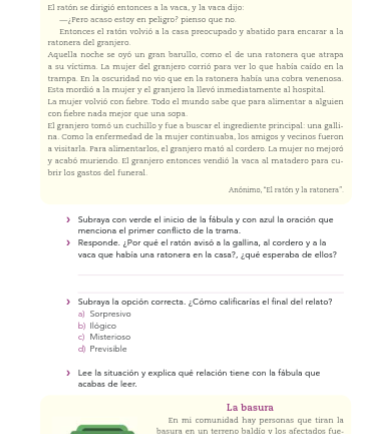 El ratón se dirigió entonces a la vaca, y la vaca dijo:
—¿Pero acaso estoy en peligro? pienso que no.
Entonces el ratón volvió a la casa preocupado y abatido para encarar a la
ratonera del granjero.
Aquella noche se oyó un gran barullo, como el de una ratonera que atrapa
a su víctima. La mujer del granjero corrió para ver lo que había caído en la
trampa. En la oscuridad no vio que en la ratonera había una cobra venenosa.
Esta mordió a la mujer y el granjero la llevó inmediatamente al hospital.
La mujer volvió con fiebre. Todo el mundo sabe que para alimentar a alguien
con fiebre nada mejor que una sopa.
El granjero tomó un cuchillo y fue a buscar el ingrediente principal: una galli-
na. Como la enfermedad de la mujer continuaba, los amigos y vecinos fueron
a visitarla. Para alimentarlos, el granjero mató al cordero. La mujer no mejoró
y acabó muriendo. El granjero entonces vendió la vaca al matadero para cu-
brir los gastos del funeral.
Anónimo, "El ratón y la ratonera".
Subraya con verde el inicio de la fábula y con azul la oración que
menciona el primer conflicto de la trama.
Responde. ¿Por qué el ratón avisó a la gallina, al cordero y a la
vaca que había una ratonera en la casa?, ¿qué esperaba de ellos?
Subraya la opción correcta. ¿Cómo calificarías el final del relato?
a) Sorpresivo
b) Ilógico
c) Misterioso
d) Previsible
Lee la situación y explica qué relación tiene con la fábula que
acabas de leer.
La basura
En mi comunidad hay personas que tiran la
basura en un terreno baldío y los afectados fue-